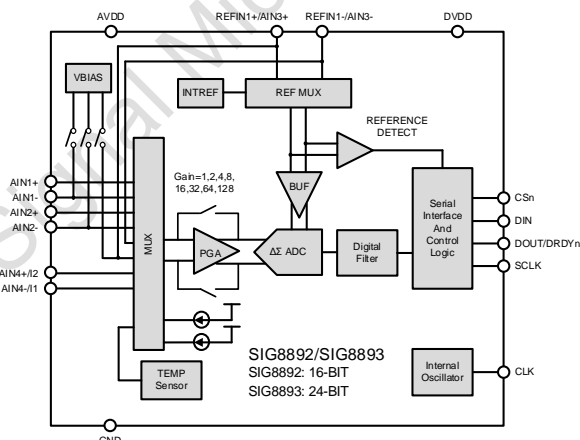 AVDD
REFIN1+/AIN3+
REFIN1-/AIN3-
DVDD
VBIAS
INTREF
REF MUX
REFERENCE
DETECT
Gain=1,2,4,8,
16,32,64,128
BUF
AIN1+
AIN1-
AIN2+
AIN2-
AIN4+/I2
AIN4-/I1
MUX
PGA
ΔΣ ADC
Digital
Filter
Serial
Interface
And
Control
Logic
CSn
DIN
DOUT/DRDYn
SCLK
TEMP
Sensor
SIG8892/SIG8893
SIG8892: 16-BIT
SIG8893: 24-BIT
Internal
Oscillator
CLK
GND
Signal Mic